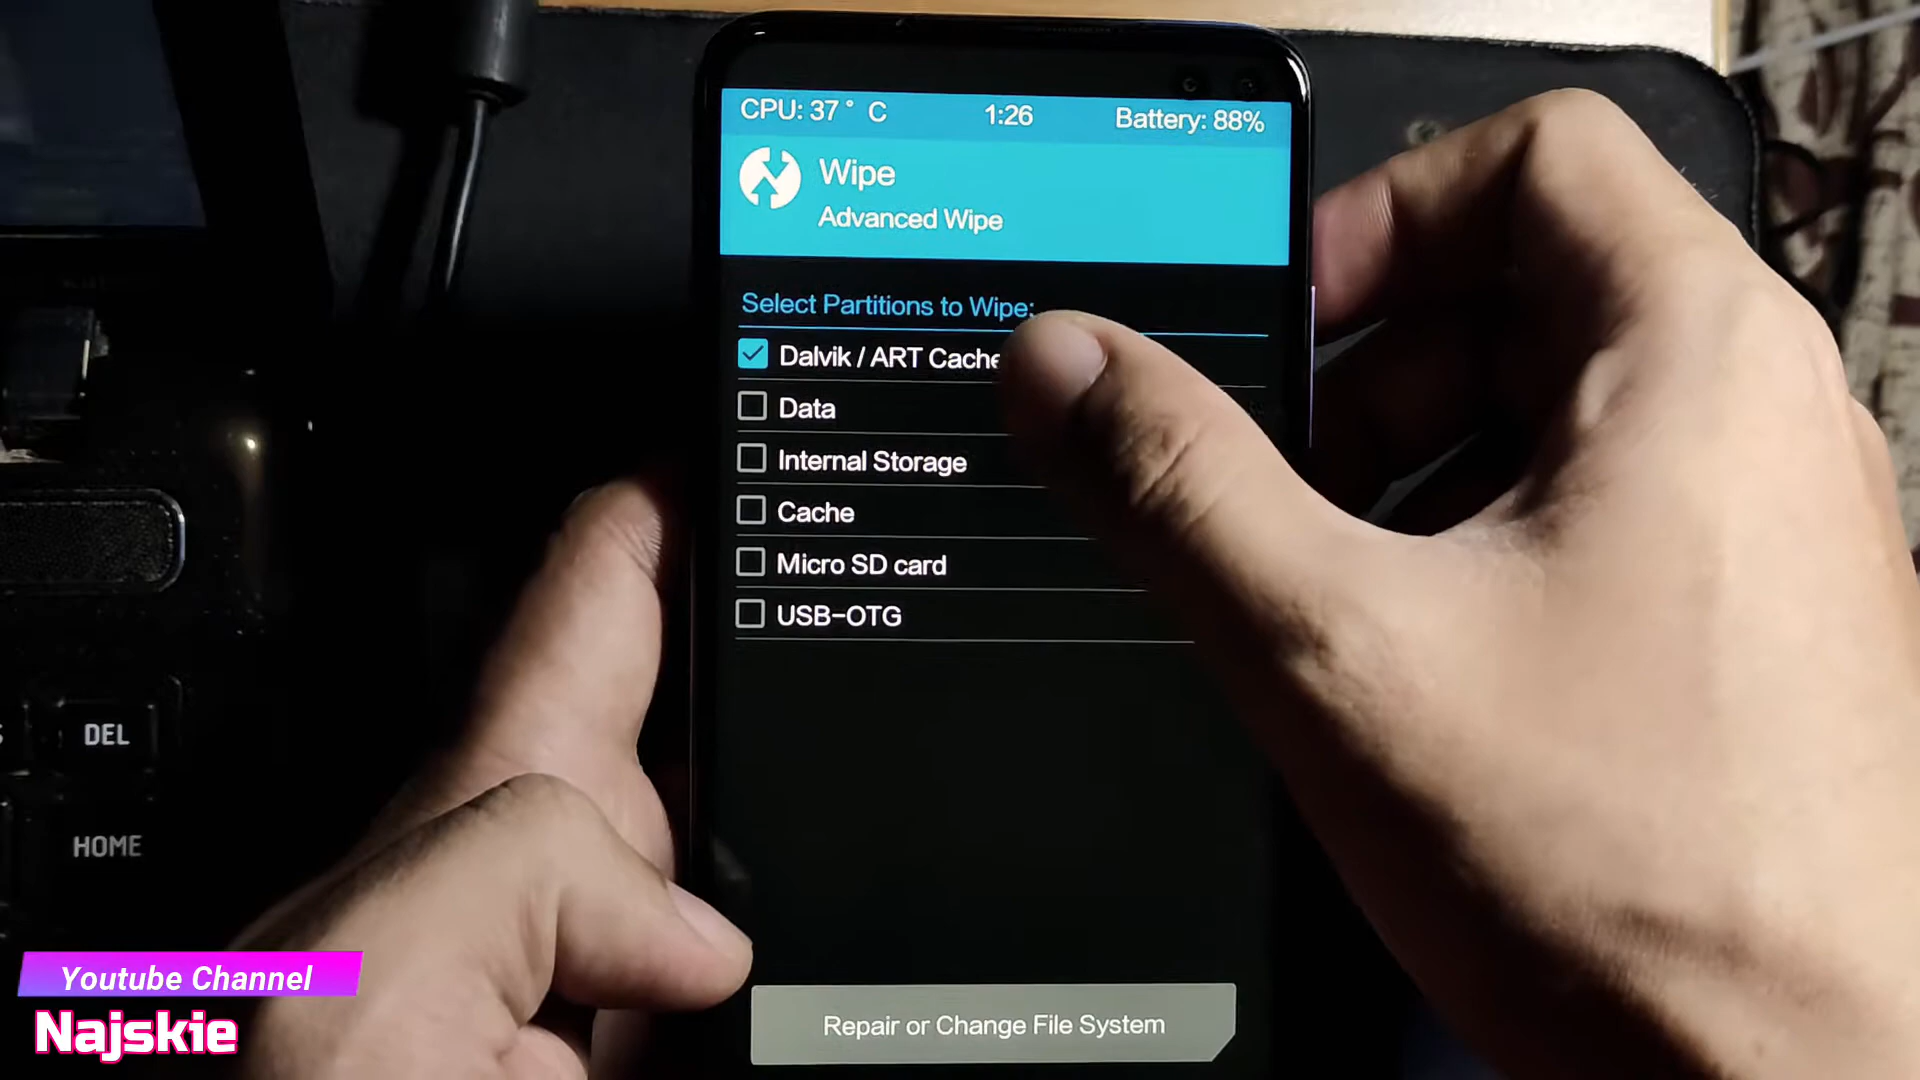 CPU: 37° C 1:26 Battery: 88%
Wipe
Advanced Wipe
Select Partitions to Wipe:
Dalvik / ART Cache
Data
Internal Storage
Cache
Micro SD card
USB-OTG
Repair or Change File System
DEL
HOME
Youtube Channel
Najskie